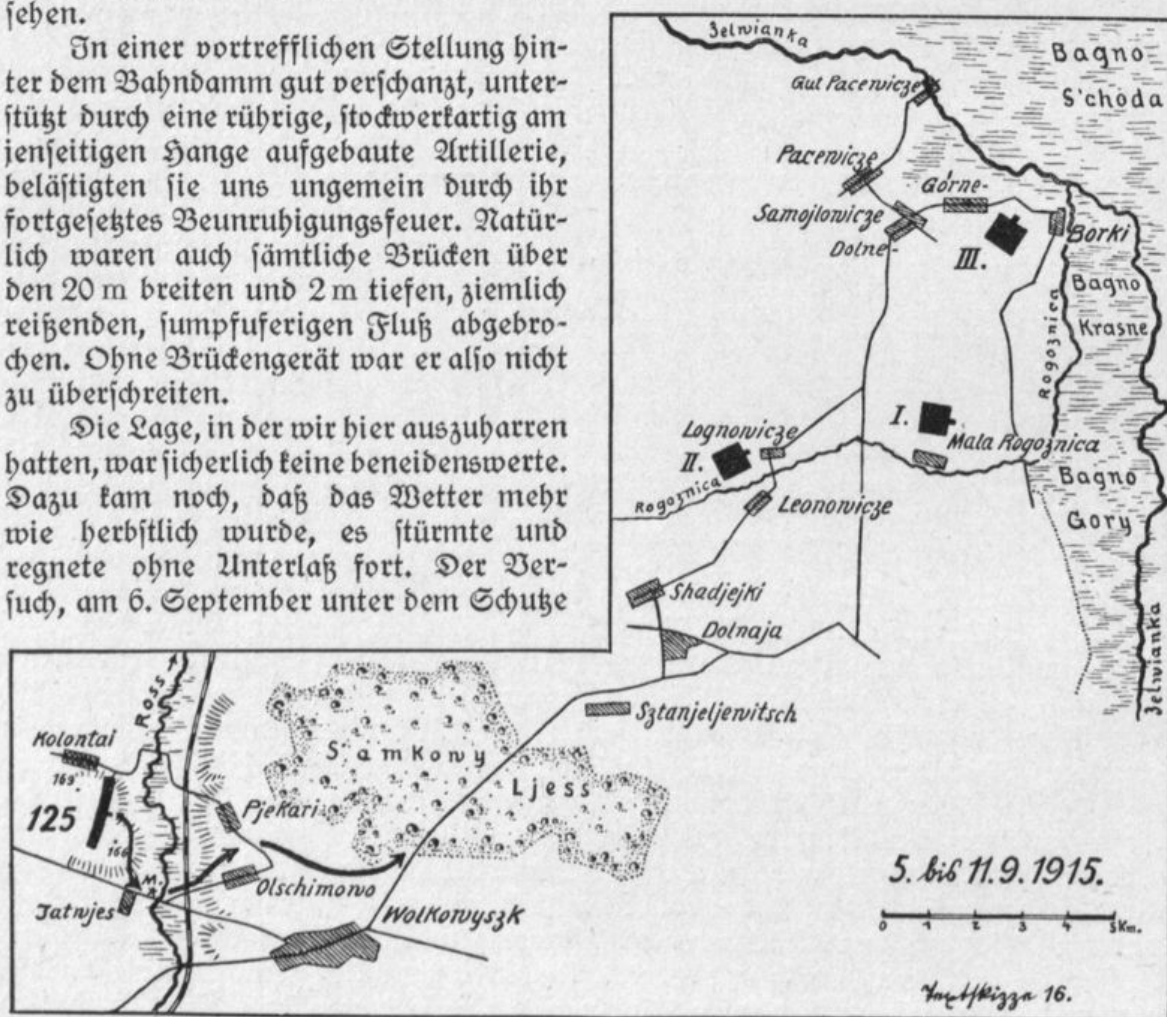 sehen.
In einer vortrefflichen Stellung hin-
ter dem Bahndamm gut verschanzt, unter-
stützt durch eine rührige, stockwerkartig am
jenseitigen Hange aufgebaute Artillerie,
belästigten sie uns ungemein durch ihr
fortgesetztes Beunruhigungsfeuer. Natür-
lich waren auch sämtliche Brücken über
den 20 m breiten und 2 m tiefen, ziemlich
reißenden, sumpfuferigen Fluß abgebro-
chen. Ohne Brückengerät war er also nicht
zu überschreiten.
Die Lage, in der wir hier auszuharren
hatten, war sicherlich keine beneidenswerte.
Dazu kam noch, daß das Wetter mehr
wie herbstlich wurde, es stürmte und
regnete ohne Unterlaß fort. Der Ver-
such, am 6. September unter dem Schutze
Zelwianka
Bagno
S'choda
Gut Pacewicze
Pacewicze
Górne-
Samojlowicze
Dolne-
III.
Borki
Bagno
Krasne
Rogoznica
I.
Mala Rogoznica
Lognowicze
II.
Rogoznica
Leonowicze
Bagno
Gory
Shadjejki
Dolnaja
Zelwianka
Sztanjeljewitsch
Ross
Kolontai
169.
125
166
M.
Jatwjes
Pjekari
Olschimowo
Samkowy
Ljess
Wolkowyszk
5. bis 11.9.1915.
0 1 2 3 4 5 Km.
Textskizze 16.